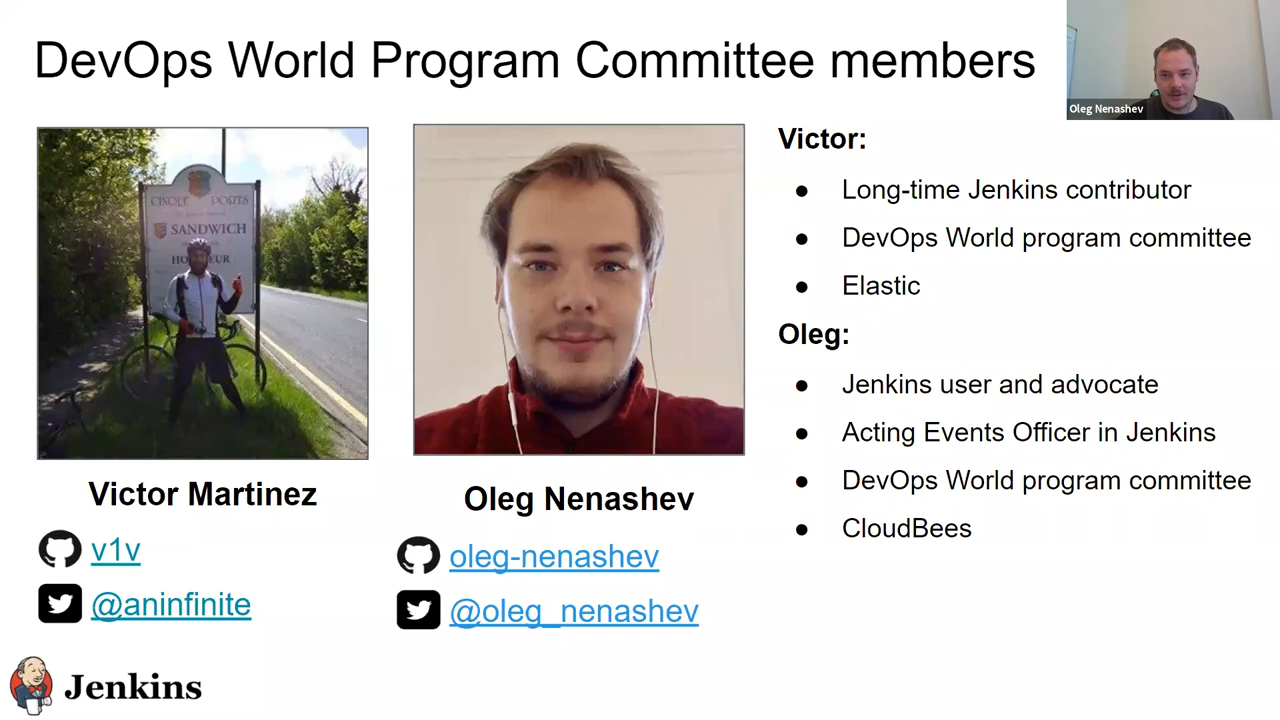 DevOps World Program Committee members
Oleg Nenashev
CINQUE PORTS
SANDWICH
Victor Martinez
v1v
@aninfinite
Oleg Nenashev
oleg-nenashev
@oleg_nenashev
Victor:
● Long-time Jenkins contributor
● DevOps World program committee
● Elastic
Oleg:
● Jenkins user and advocate
● Acting Events Officer in Jenkins
● DevOps World program committee
● CloudBees
Jenkins